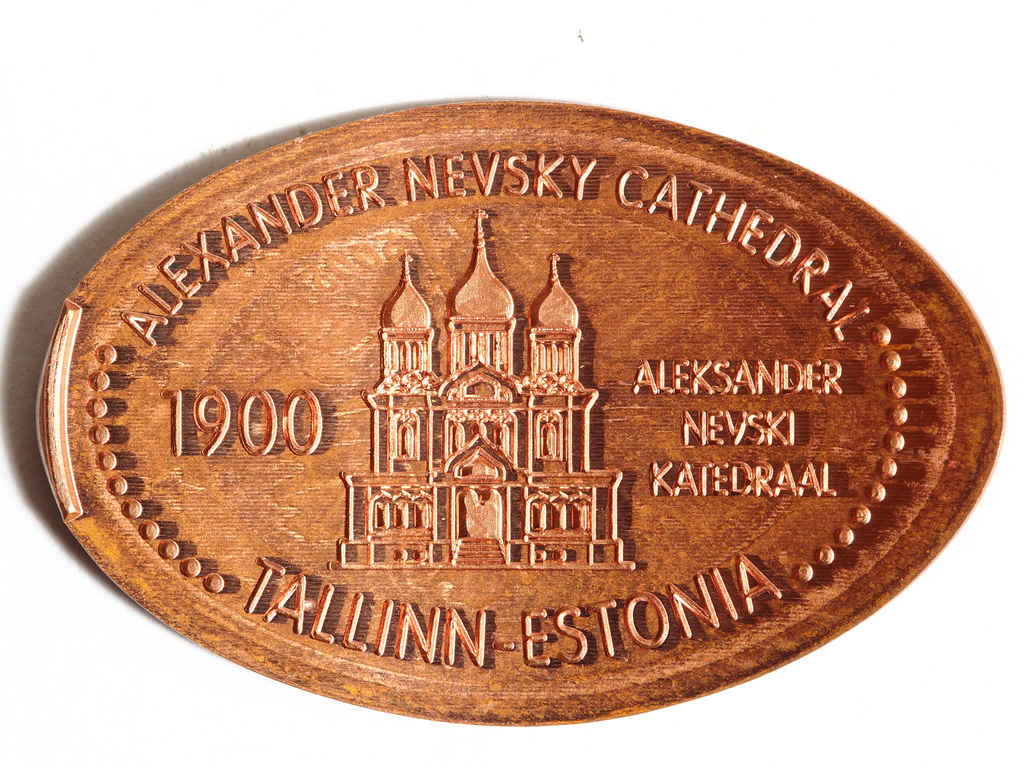 ALEXANDER NEVSKY CATHEDRAL
1900
ALEKSANDER
NEVSKI
KATEDRAAL
TALLINN-ESTONIA